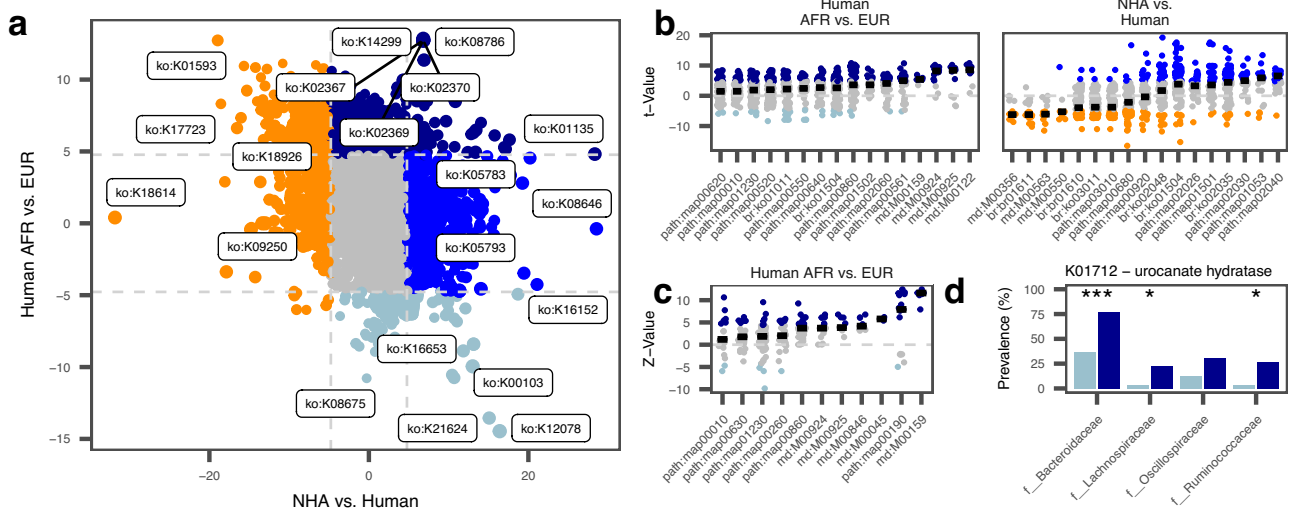 a
ko:K14299
ko:K08786
ko:K01593
ko:K02367
ko:K02370
ko:K17723
ko:K02369
ko:K01135
ko:K18926
ko:K05783
ko:K18614
ko:K08646
ko:K09250
ko:K05793
ko:K16152
ko:K16653
ko:K00103
ko:K08675
ko:K21624
ko:K12078
10
5
0
−5
−10
−15
−20
0
20
Human AFR vs. EUR
NHA vs. Human
b
Human
AFR vs. EUR
NHA vs.
Human
t−Value
20
10
0
−10
path:map00620
path:map00010
path:map01230
path:map00520
br:ko01011
path:map00550
path:map00640
br:ko01504
path:map00860
path:map01502
path:map02060
path:map00561
md:M00159
md:M00924
md:M00925
md:M00122
md:M00356
br:br01611
md:M00563
md:M00550
br:br01610
br:ko03011
path:map03010
path:map00680
path:map00920
br:ko02048
br:ko01504
path:map02026
path:map01501
br:ko02035
path:map02030
path:map01053
path:map02040
c
Human AFR vs. EUR
Z−Value
10
5
0
−5
−10
path:map00010
path:map00630
path:map01230
path:map00260
path:map00860
md:M00924
md:M00925
md:M00846
md:M00045
path:map00190
md:M00159
d
K01712 − urocanate hydratase
Prevalence (%)
100
75
50
25
0
***
*
*
f__Bacteroidaceae
f__Lachnospiraceae
f__Oscillospiraceae
f__Ruminococcaceae